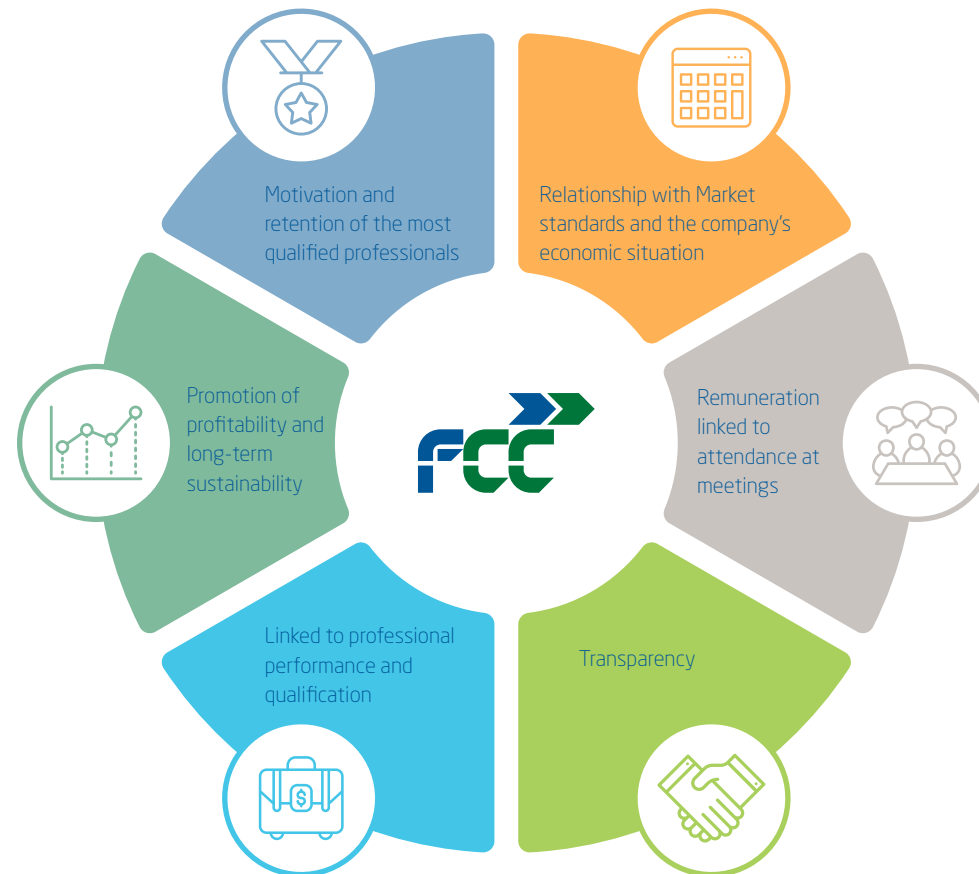 Motivation and
retention of the most
qualified professionals
Relationship with Market
standards and the company's
economic situation
Promotion of
profitability and
long-term
sustainability
FCC
Remuneration
linked to
attendance at
meetings
Linked to professional
performance and
qualification
$
Transparency